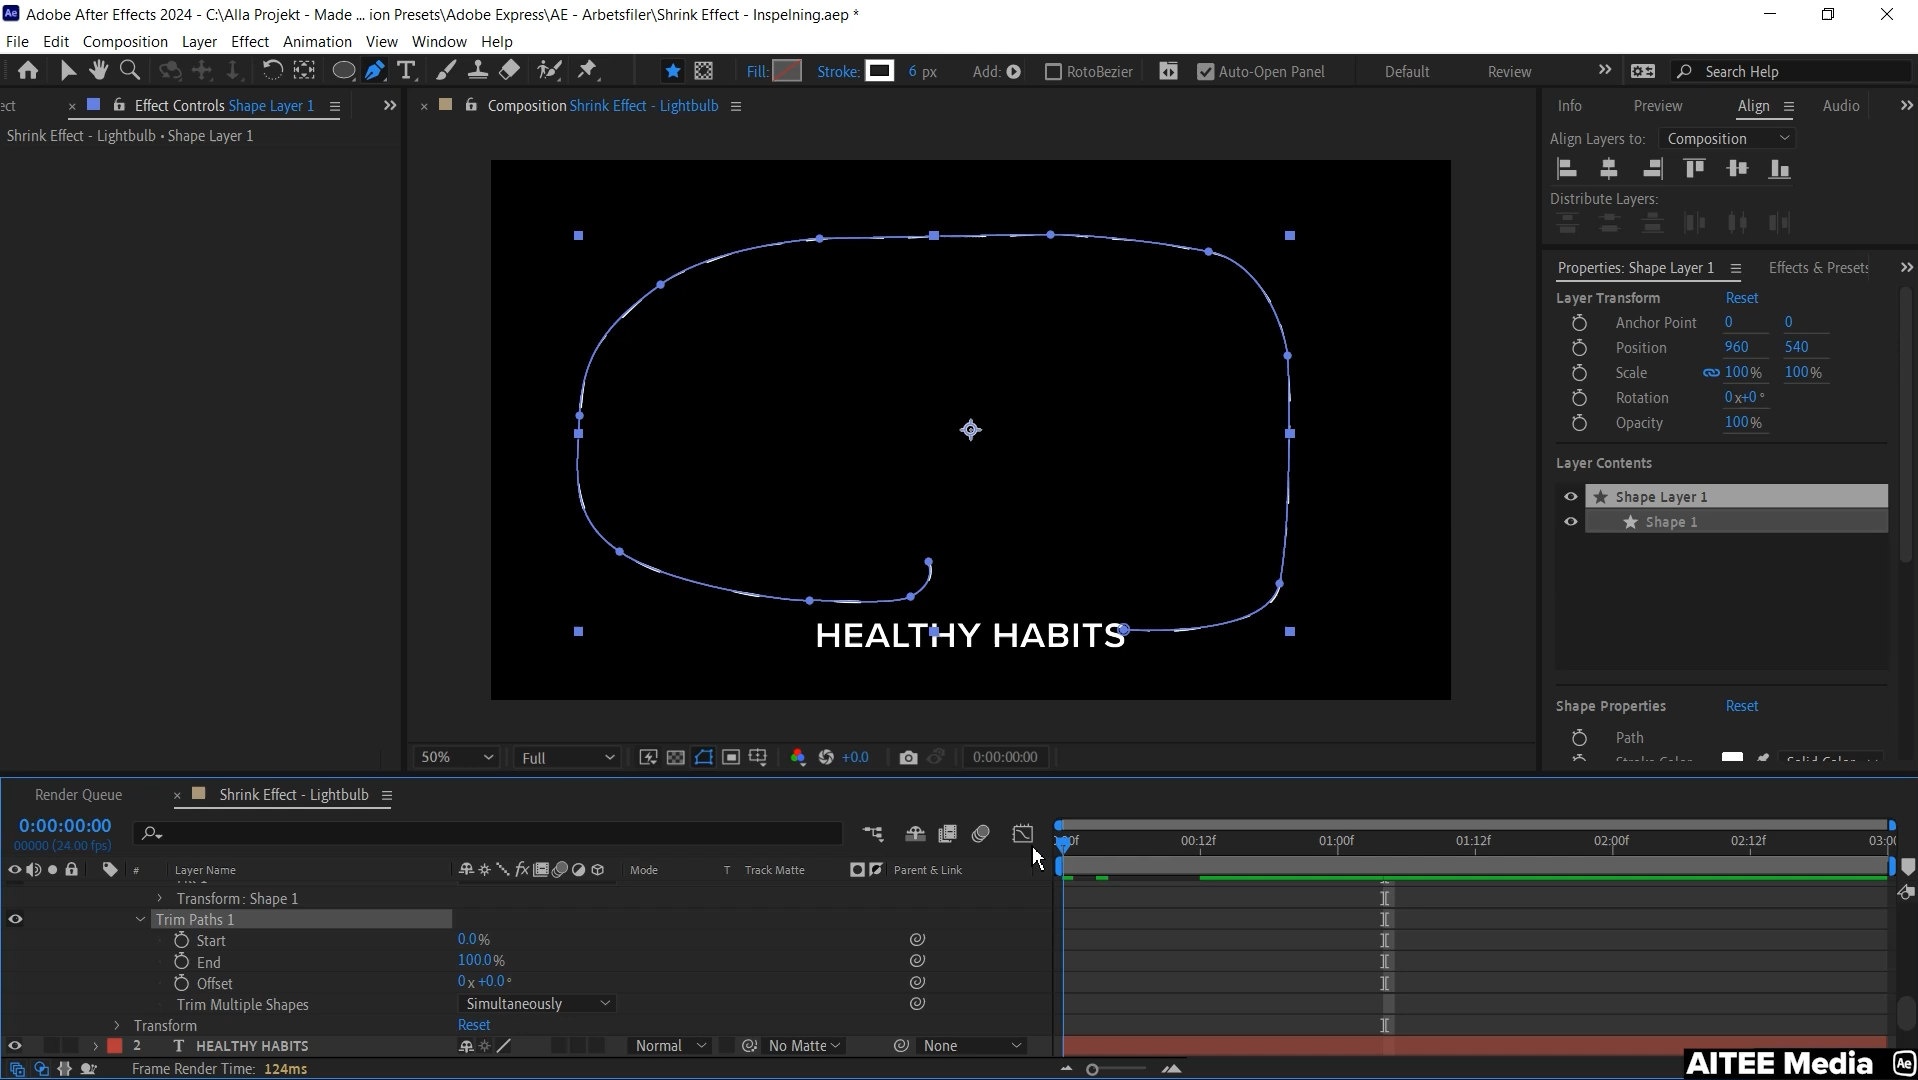 Adobe After Effects 2024 - C:\Alla Projekt - Made ... ion Presets\Adobe Express\AE - Arbetsfiler\Shrink Effect - Inspelning.aep *
File Edit Composition Layer Effect Animation View Window Help
Fill: Stroke: 6 px Add: RotoBezier Auto-Open Panel Default Review Search Help
ect × Effect Controls Shape Layer 1 × Composition Shrink Effect - Lightbulb Info Preview Align Audio
Shrink Effect - Lightbulb • Shape Layer 1
Align Layers to: Composition
Distribute Layers:
Properties: Shape Layer 1 Effects & Presets
Layer Transform Reset
Anchor Point 0 0
Position 960 540
Scale 100% 100%
Rotation 0x+0°
Opacity 100%
Layer Contents
Shape Layer 1
Shape 1
HEALTHY HABITS
Shape Properties Reset
Path
50% Full +0.0 0:00:00:00
Solid Color
Render Queue × Shrink Effect - Lightbulb
0:00:00:00
00000 (24.00 fps)
:00f 00:12f 01:00f 01:12f 02:00f 02:12f 03:00
# Layer Name fx Mode T Track Matte Parent & Link
Transform: Shape 1
Trim Paths 1
Start 0.0%
End 100.0%
Offset 0x+0.0°
Trim Multiple Shapes Simultaneously
Transform Reset
2 T HEALTHY HABITS Normal No Matte None
Frame Render Time: 124ms
AITEE Media Ae